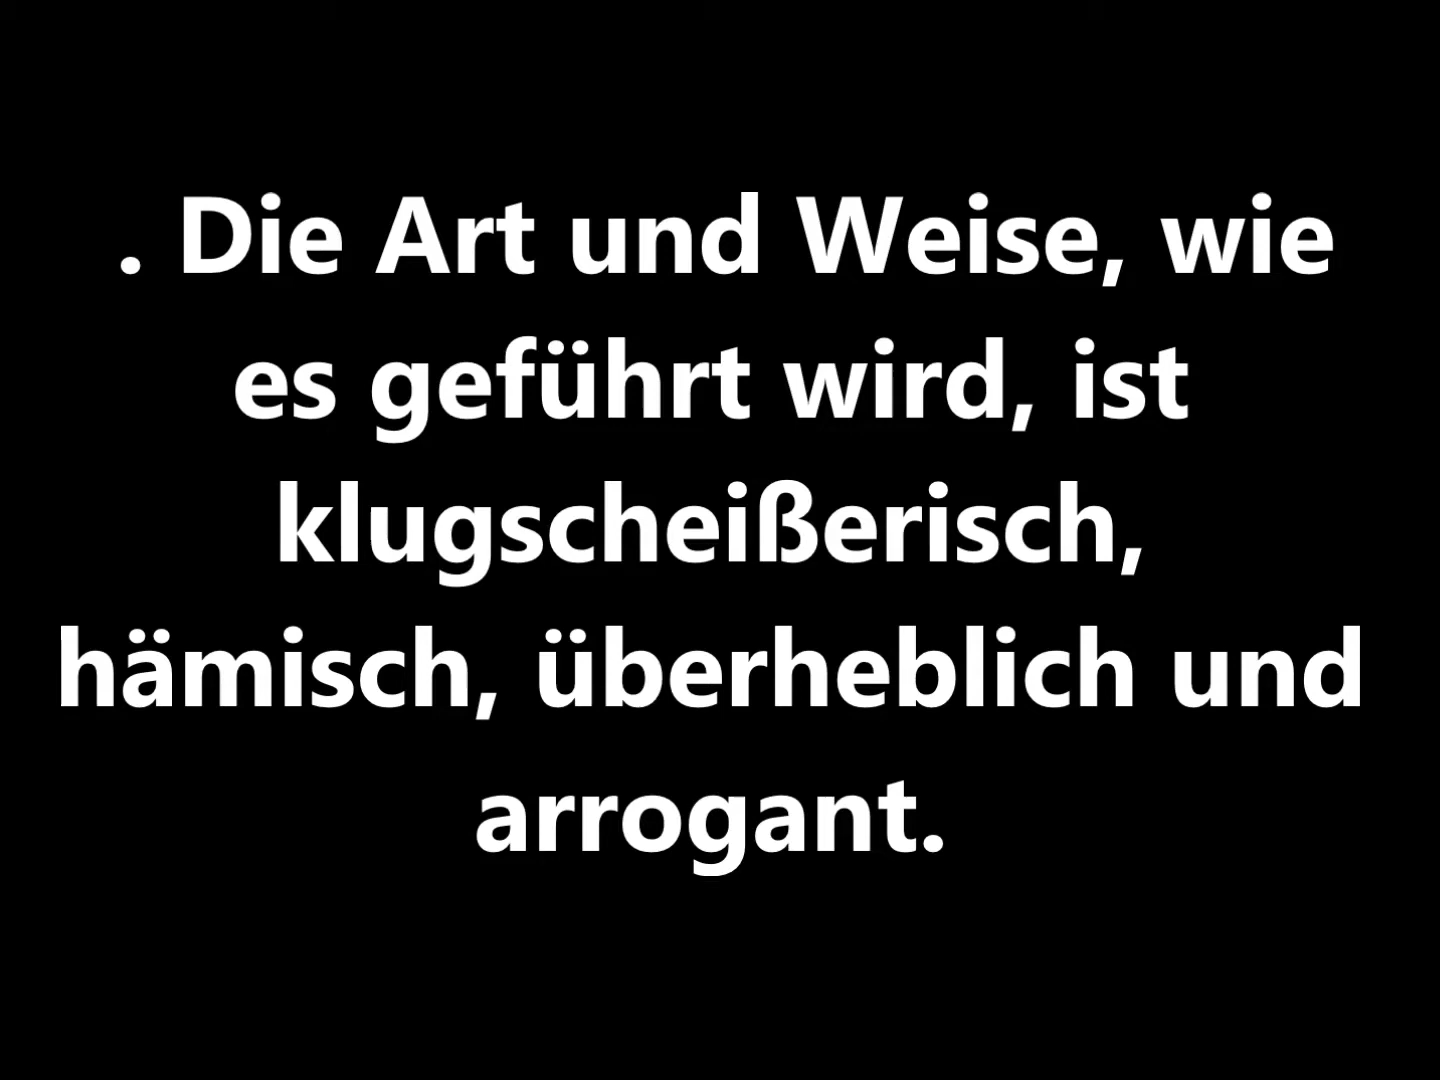 . Die Art und Weise, wie
es geführt wird, ist
klugscheißerisch,
hämisch, überheblich und
arrogant.